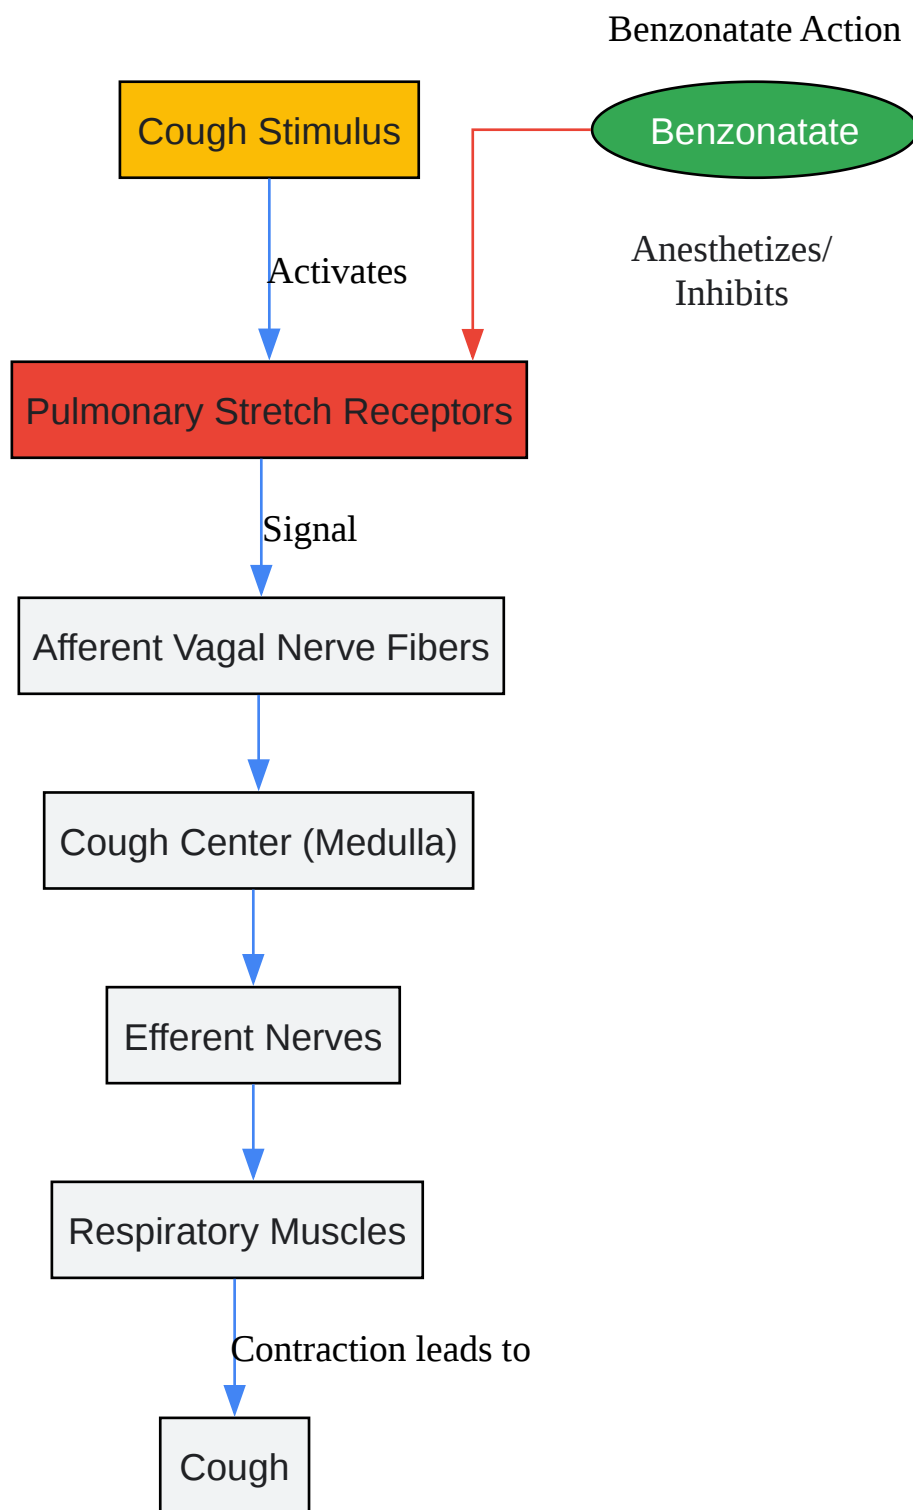 Benzonatate Action
Cough Stimulus
Benzonatate
Activates
Anesthetizes/
Inhibits
Pulmonary Stretch Receptors
Signal
Afferent Vagal Nerve Fibers
Cough Center (Medulla)
Efferent Nerves
Respiratory Muscles
Contraction leads to
Cough